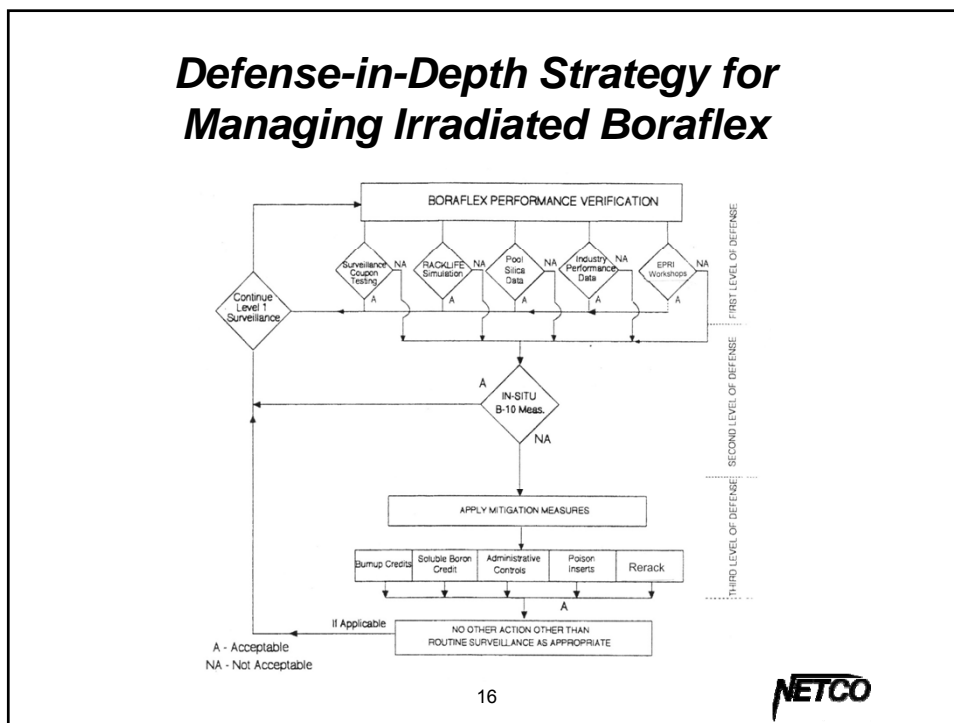 Defense-in-Depth Strategy for
Managing Irradiated Boraflex
BORAFLEX PERFORMANCE VERIFICATION
Surveillance
Coupon
Testing
NA
RACKLIFE
Simulation
NA
Pool
Silica
Data
NA
Industry
Performance
Data
NA
EPRI
Workshops
NA
A
A
A
A
A
Continue
Level 1
Surveillance
FIRST LEVEL OF DEFENSE
A
IN-SITU
B-10 Meas.
NA
SECOND LEVEL OF DEFENSE
APPLY MITIGATION MEASURES
Burnup Credits
Soluble Boron
Credit
Administrative
Controls
Poison
Inserts
Rerack
A
THIRD LEVEL OF DEFENSE
If Applicable
NO OTHER ACTION OTHER THAN
ROUTINE SURVEILLANCE AS APPROPRIATE
A - Acceptable
NA - Not Acceptable
16
NETCO